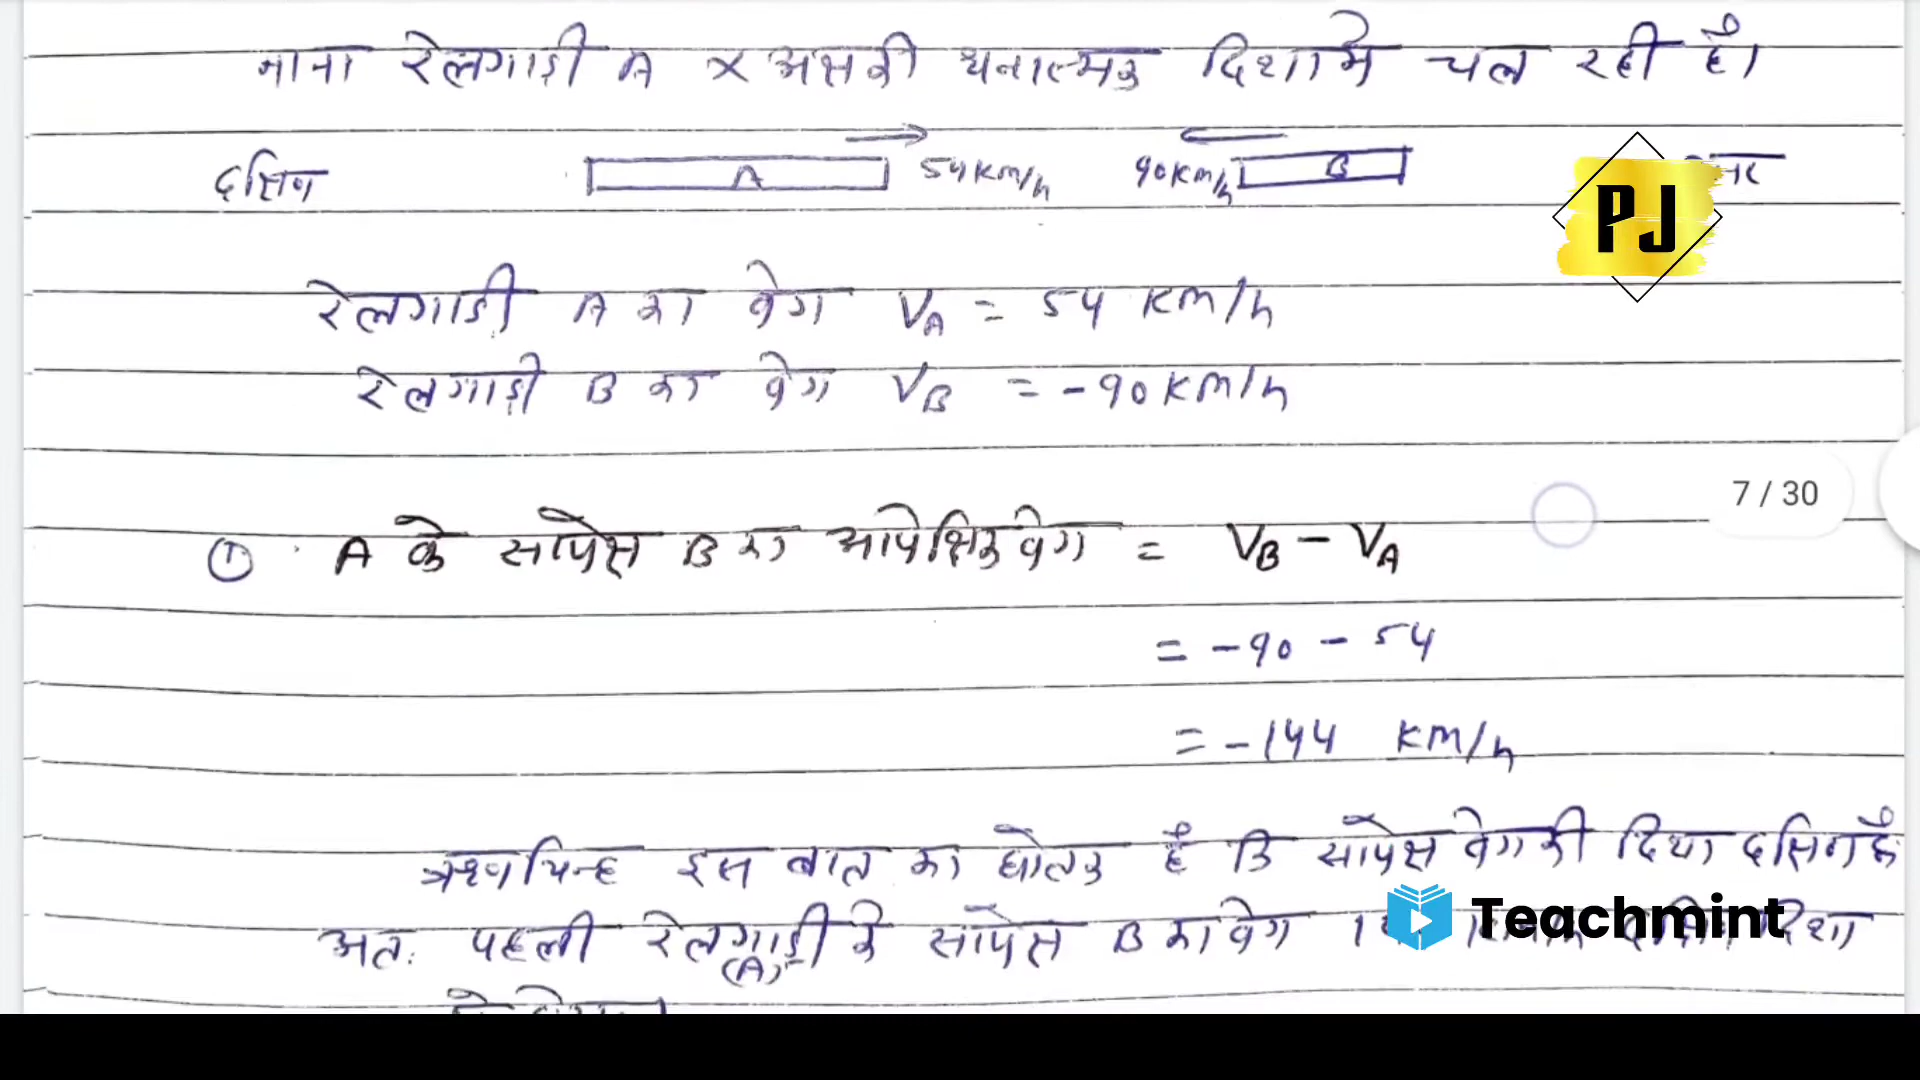 माना रेलगाड़ी A X अक्ष की धनात्मक दिशा में चल रही है।
दक्षिण A 54 Km/h 90 Km/h B
PJ
रेलगाड़ी A का वेग VA = 54 Km/h
रेलगाड़ी B का वेग VB = -90 Km/h
7 / 30
① A के सापेक्ष B का आपेक्षिक वेग = VB - VA
= -90 - 54
= -144 Km/h
ऋण चिन्ह इस बात का धोतक है कि सापेक्ष वेग की दिशा दक्षिण है
अतः पहली रेलगाड़ी के सापेक्ष B का वेग दिशा
(A)
Teachmint